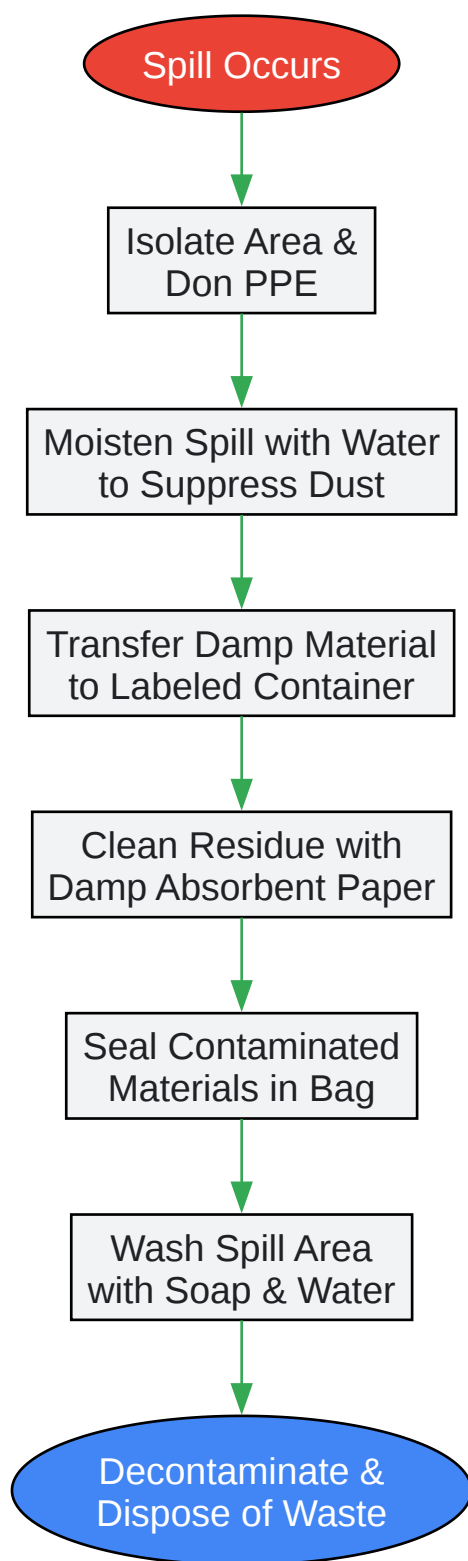 Spill Occurs
Isolate Area &
Don PPE
Moisten Spill with Water
to Suppress Dust
Transfer Damp Material
to Labeled Container
Clean Residue with
Damp Absorbent Paper
Seal Contaminated
Materials in Bag
Wash Spill Area
with Soap & Water
Decontaminate &
Dispose of Waste